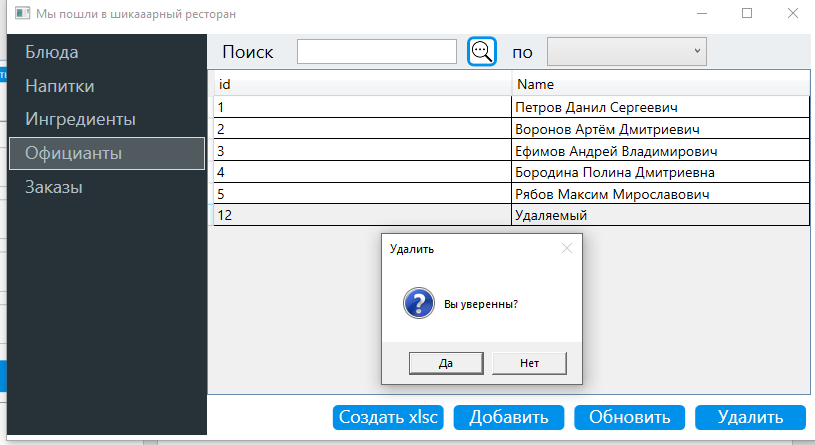 Мы пошли в шикааарный ресторан
Блюда
Напитки
Ингредиенты
Официанты
Заказы
Поиск
по
id Name
1 Петров Данил Сергеевич
2 Воронов Артём Дмитриевич
3 Ефимов Андрей Владимирович
4 Бородина Полина Дмитриевна
5 Рябов Максим Мирославович
12 Удаляемый
Удалить
Вы уверенны?
Да Нет
Создать xlsc Добавить Обновить Удалить